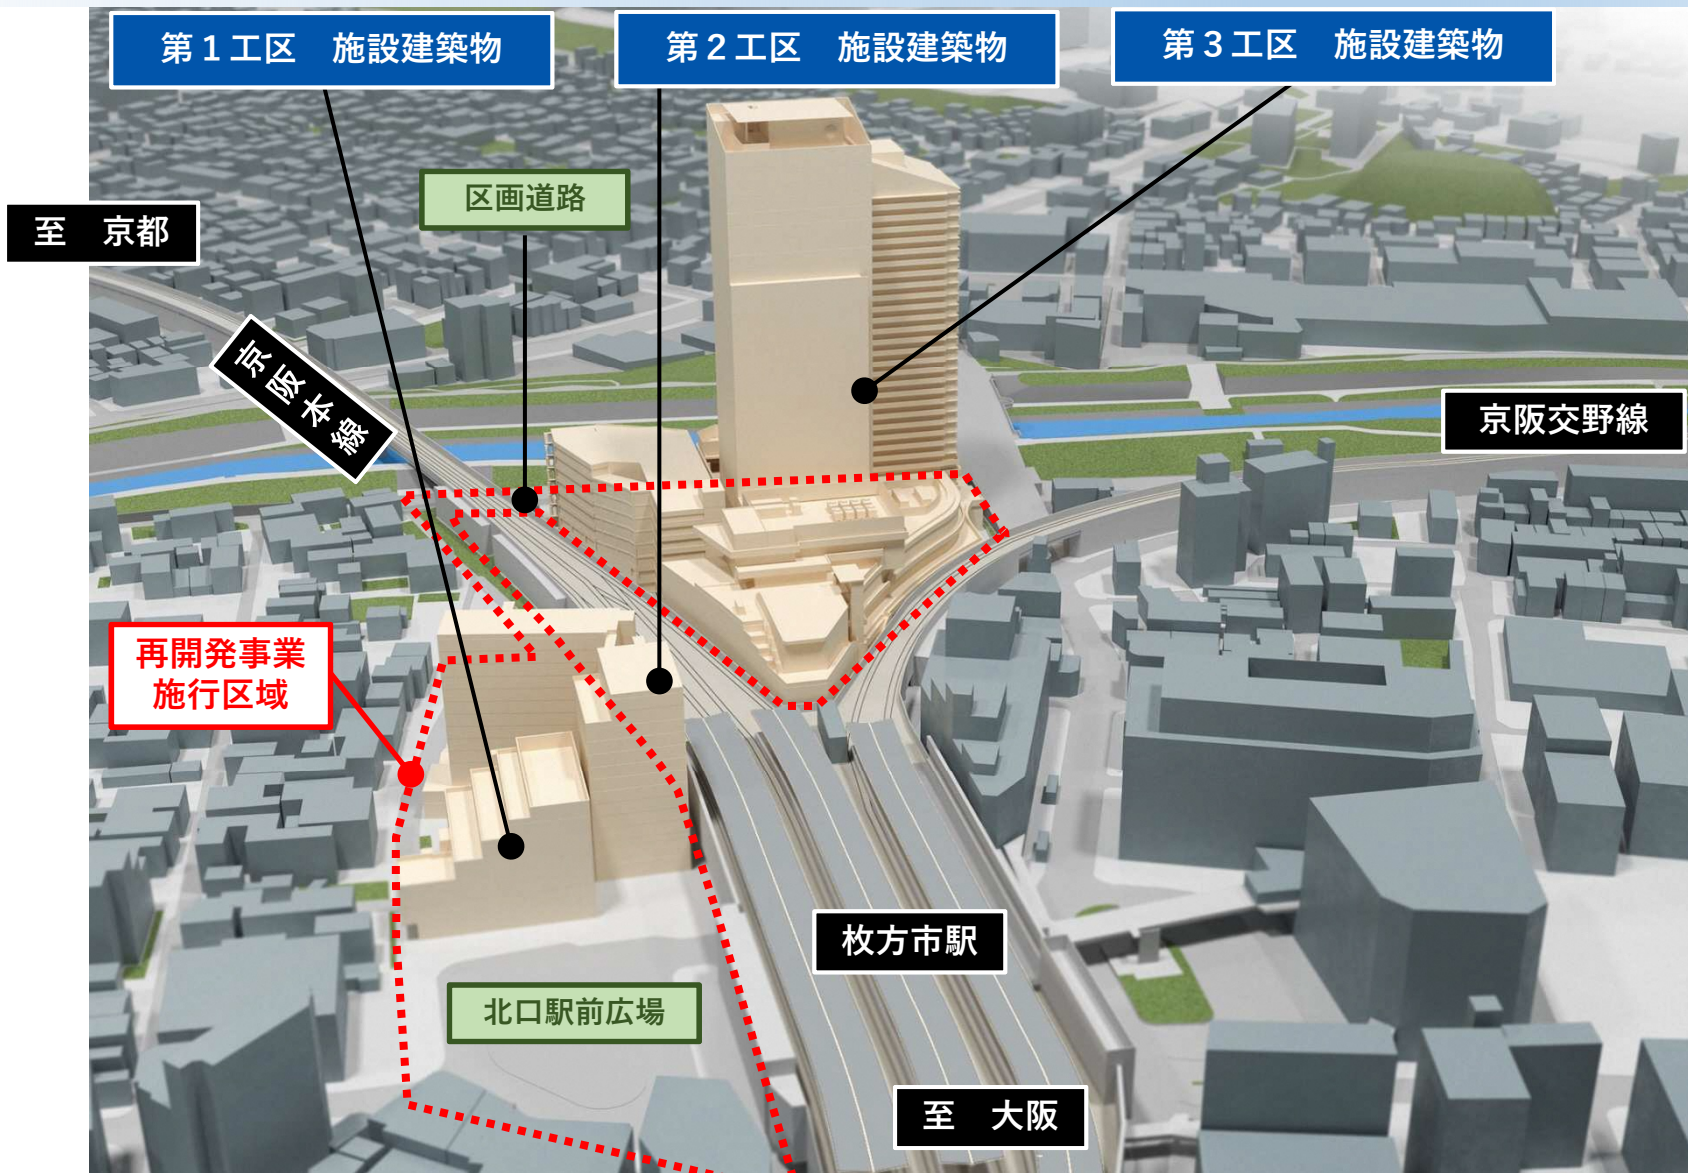 第１工区　施設建築物
第２工区　施設建築物
第３工区　施設建築物
区画道路
至　京都
京阪本線
京阪交野線
再開発事業
施行区域
枚方市駅
北口駅前広場
至　大阪